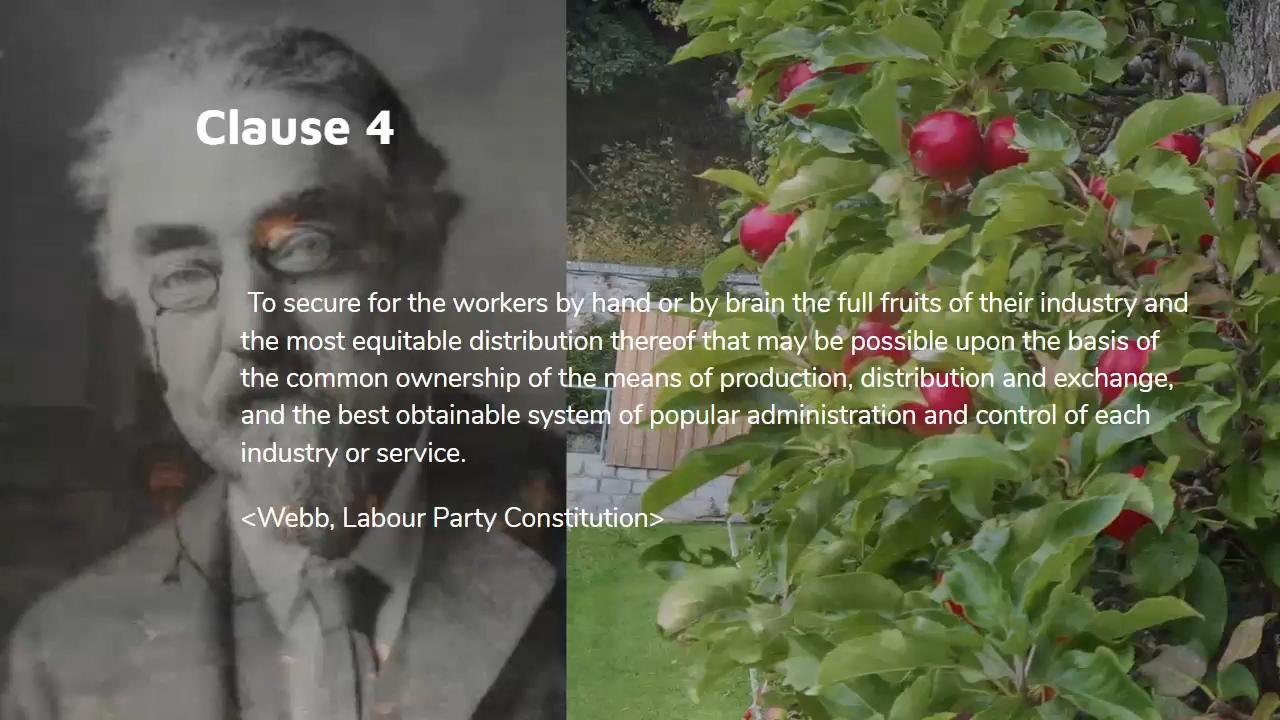 Clause 4
To secure for the workers by hand or by brain the full fruits of their industry and
the most equitable distribution thereof that may be possible upon the basis of
the common ownership of the means of production, distribution and exchange,
and the best obtainable system of popular administration and control of each
industry or service.
<Webb, Labour Party Constitution>